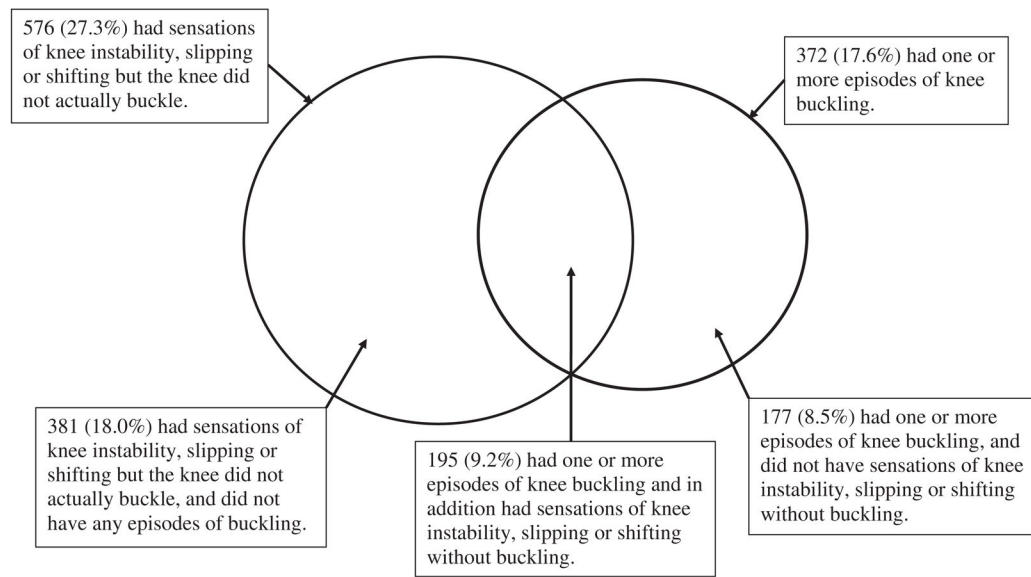 576 (27.3%) had sensations
of knee instability, slipping
or shifting but the knee did
not actually buckle.
372 (17.6%) had one or
more episodes of knee
buckling.
381 (18.0%) had sensations of
knee instability, slipping or
shifting but the knee did not
actually buckle, and did not
have any episodes of buckling.
195 (9.2%) had one or more
episodes of knee buckling and in
addition had sensations of knee
instability, slipping or shifting
without buckling.
177 (8.5%) had one or more
episodes of knee buckling, and
did not have sensations of knee
instability, slipping or shifting
without buckling.